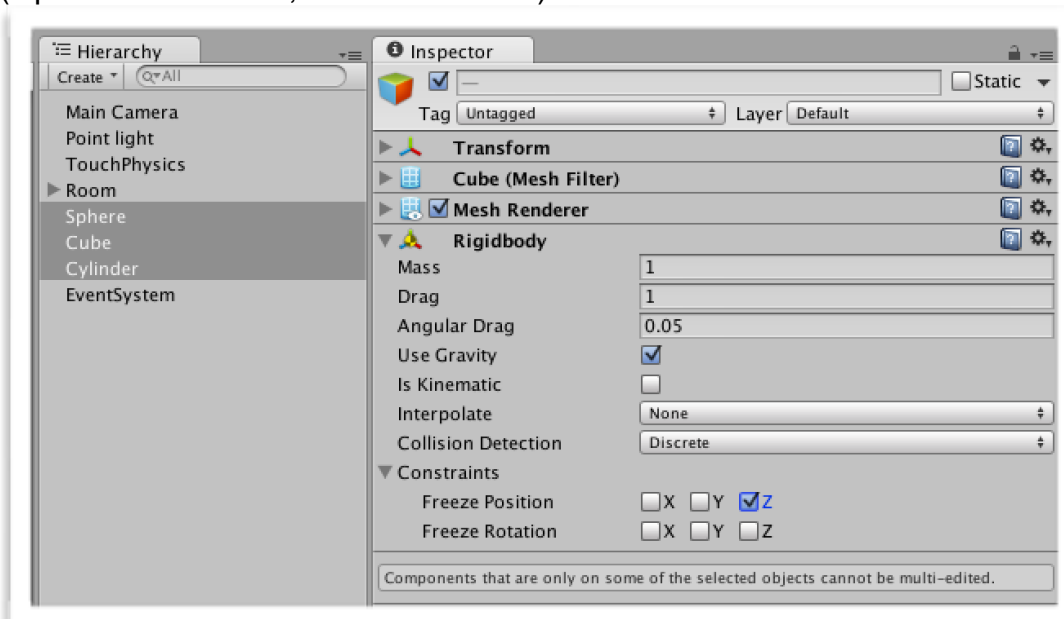 Hierarchy
Create All
Main Camera
Point light
TouchPhysics
Room
Sphere
Cube
Cylinder
EventSystem
Inspector
— Static
Tag Untagged Layer Default
Transform
Cube (Mesh Filter)
Mesh Renderer
Rigidbody
Mass 1
Drag 1
Angular Drag 0.05
Use Gravity
Is Kinematic
Interpolate None
Collision Detection Discrete
Constraints
Freeze Position X Y Z
Freeze Rotation X Y Z
Components that are only on some of the selected objects cannot be multi-edited.